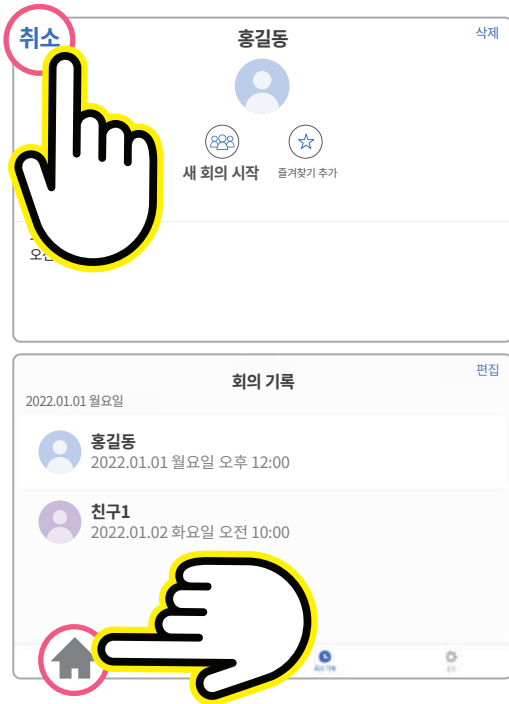 취소
홍길동
삭제
새 회의 시작
즐겨찾기 추가
회의 기록
편집
2022.01.01 월요일
홍길동
2022.01.01 월요일 오후 12:00
친구1
2022.01.02 화요일 오전 10:00